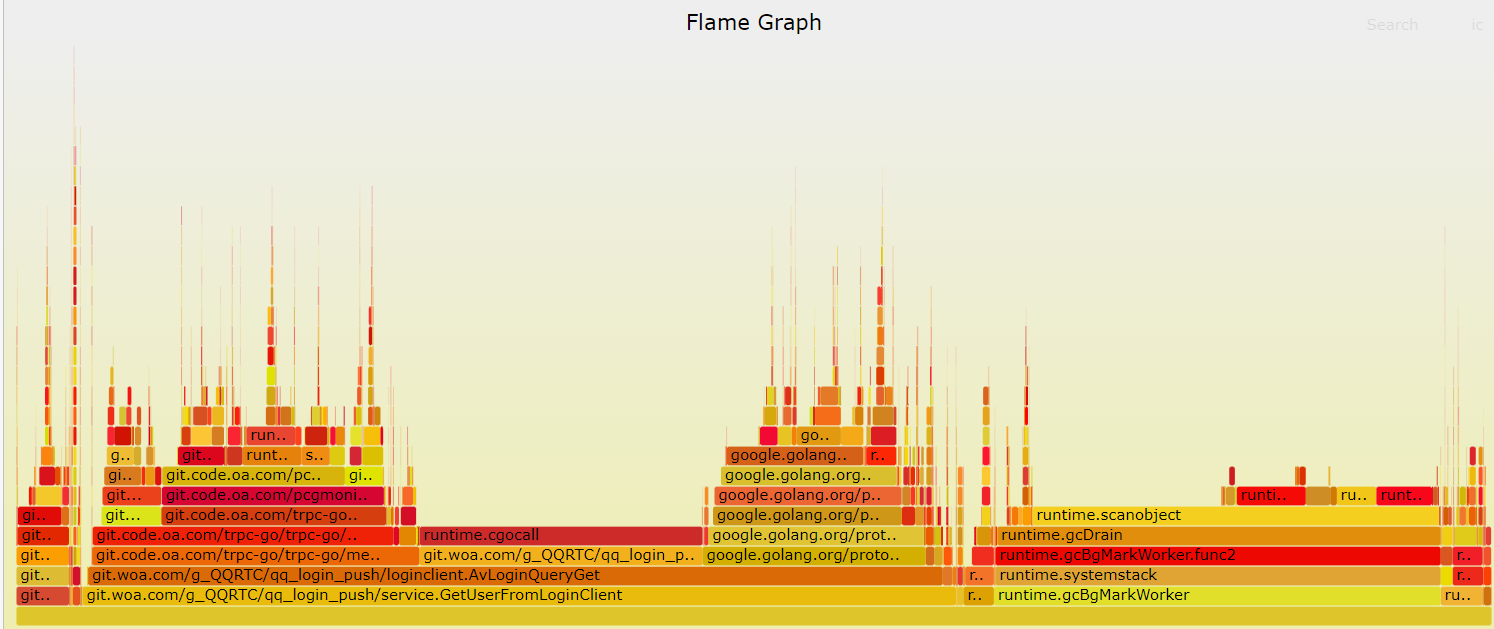 Flame Graph
Search ic
run.. go..
g.. git.. runt.. s.. google.golang.. r..
gi.. git.code.oa.com/pc.. gi.. google.golang.org..
git... git.code.oa.com/pcgmoni.. google.golang.org/p.. runti.. ru.. runt..
gi.. git... git.code.oa.com/trpc-go.. google.golang.org/p.. runtime.scanobject
git.. git.code.oa.com/trpc-go/trpc-go/.. runtime.cgocall google.golang.org/prot.. runtime.gcDrain
git.. git.code.oa.com/trpc-go/trpc-go/me.. git.woa.com/g_QQRTC/qq_login_p.. google.golang.org/proto.. runtime.gcBgMarkWorker.func2 r..
git.. git.woa.com/g_QQRTC/qq_login_push/loginclient.AvLoginQueryGet r.. runtime.systemstack r..
git.. git.woa.com/g_QQRTC/qq_login_push/service.GetUserFromLoginClient r.. runtime.gcBgMarkWorker ru..